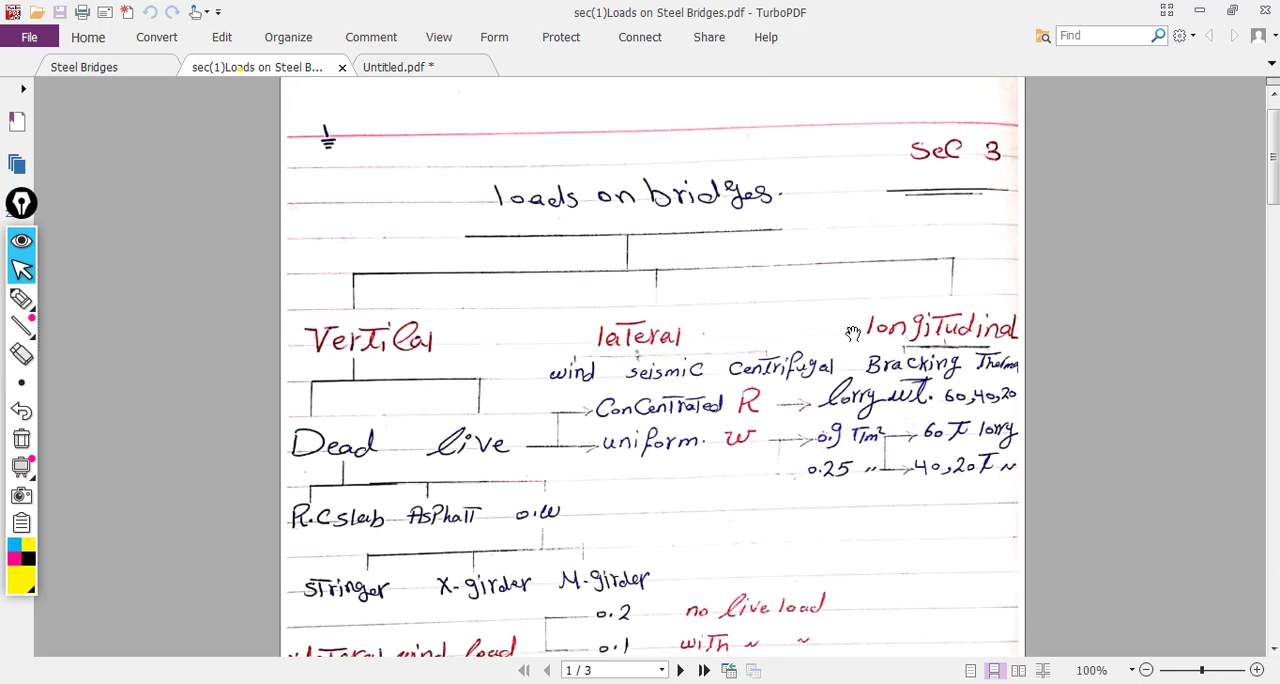 sec(1)Loads on Steel Bridges.pdf - TurboPDF
File Home Convert Edit Organize Comment View Form Protect Connect Share Help
Find
Steel Bridges
sec(1)Loads on Steel B...
Untitled.pdf *
Sec 3
loads on bridges.
Vertical lateral longitudinal
wind seismic Centrifugal Bracking Therma
Concentrated R → lorry wt. 60,40,20
Dead live uniform. w → 0.9 T/m² → 60 T lorry
0.25 〃 → 40,20 T ~
R.C slab Asphalt o.w
stringer X-girder M-girder
0.2 no live load
lateral wind load 0.1 with ~ ~
1 / 3
100%